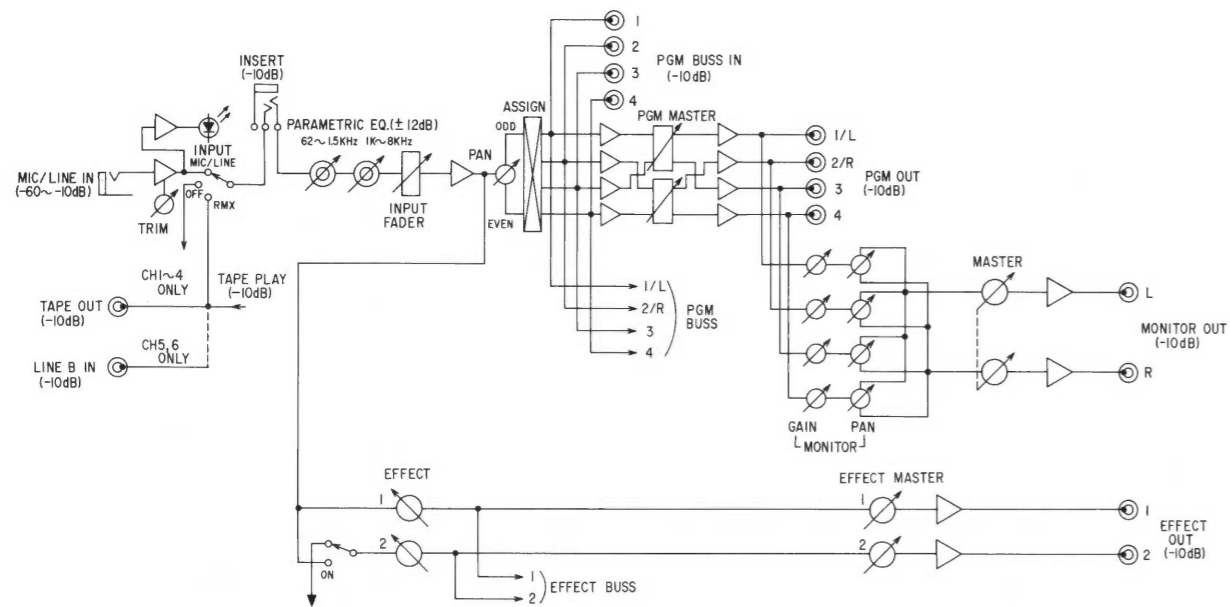 1
2
3
4
PGM BUSS IN
(-10dB)
INSERT
(-10dB)
ASSIGN
PGM MASTER
PARAMETRIC EQ.(± 12dB)
62~1.5KHz 1K~8KHz
ODD
PAN
EVEN
INPUT
MIC/LINE
MIC/LINE IN
(-60~-10dB)
OFF
RMX
TRIM
INPUT
FADER
1/L
2/R
3
4
PGM OUT
(-10dB)
CH1~4
ONLY
TAPE PLAY
(-10dB)
TAPE OUT
(-10dB)
CH5,6
ONLY
LINE B IN
(-10dB)
1/L
2/R
3
4
PGM
BUSS
MASTER
L
MONITOR OUT
(-10dB)
R
GAIN
PAN
MONITOR
EFFECT
1
2
ON
1
2
EFFECT BUSS
EFFECT MASTER
1
2
1
2
EFFECT
OUT
(-10dB)